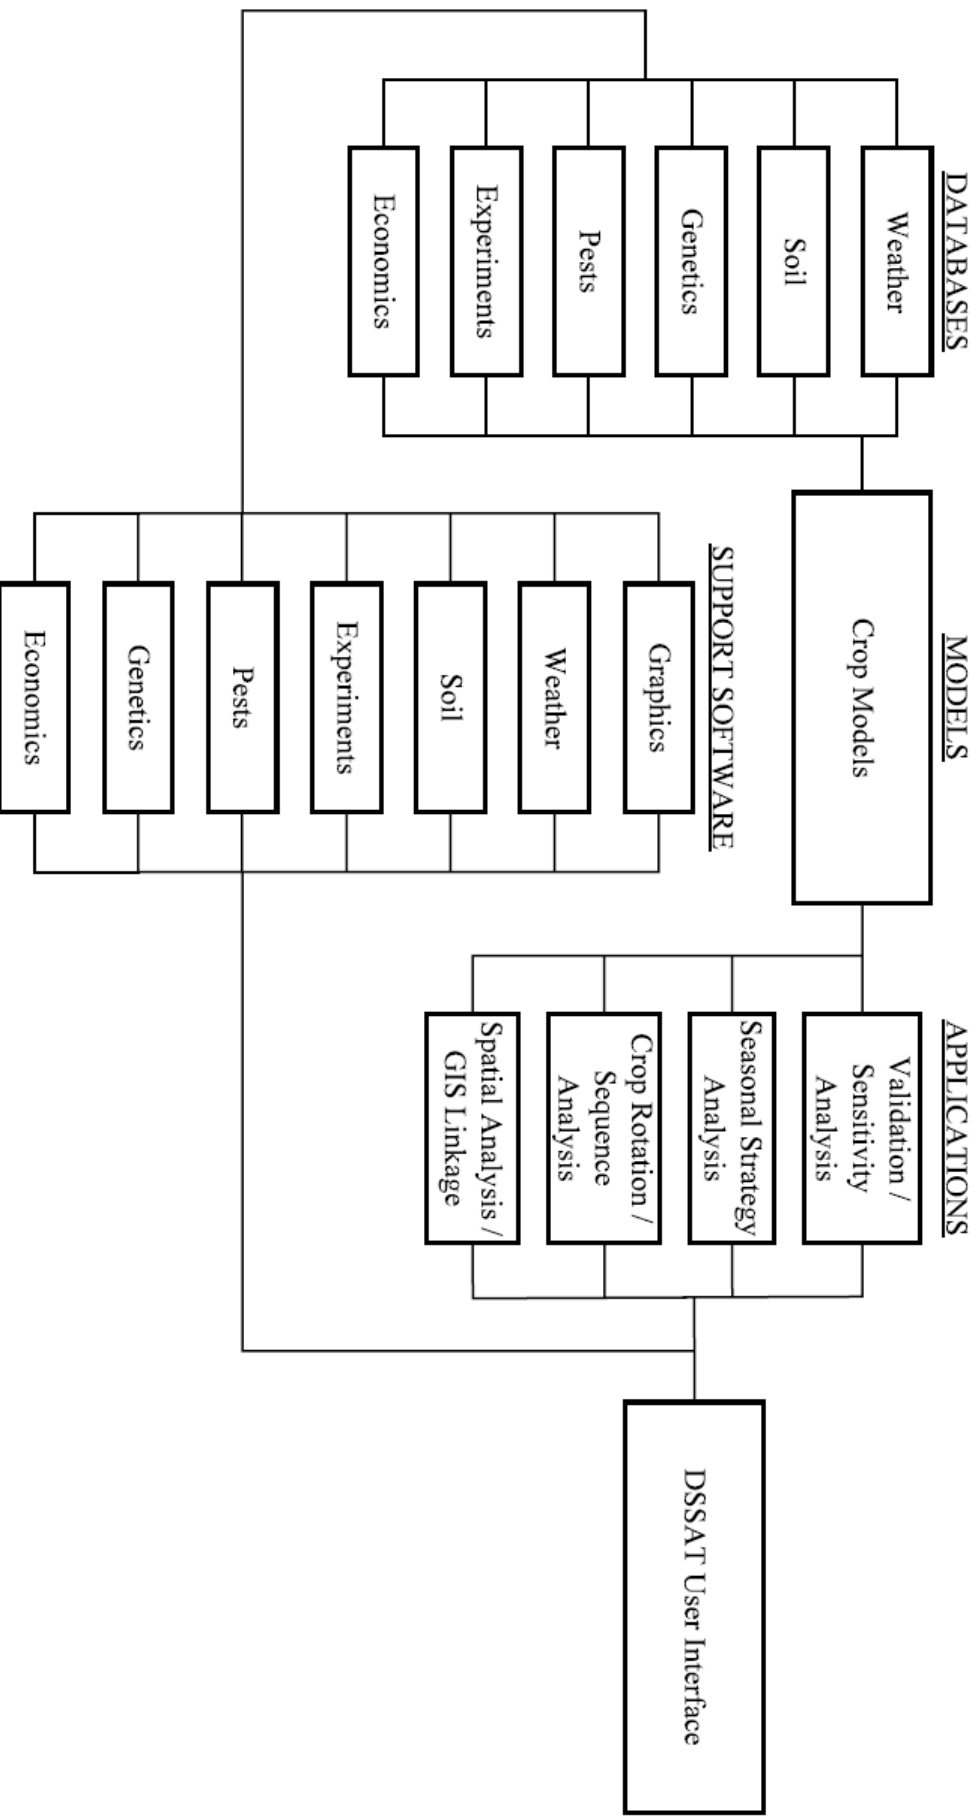 DATABASES
Weather
Soil
Genetics
Pests
Experiments
Economics
MODELS
Crop Models
SUPPORT SOFTWARE
Graphics
Weather
Soil
Experiments
Pests
Genetics
Economics
APPLICATIONS
Validation /
Sensitivity
Analysis
Seasonal Strategy
Analysis
Crop Rotation /
Sequence
Analysis
Spatial Analysis /
GIS Linkage
DSSAT User Interface